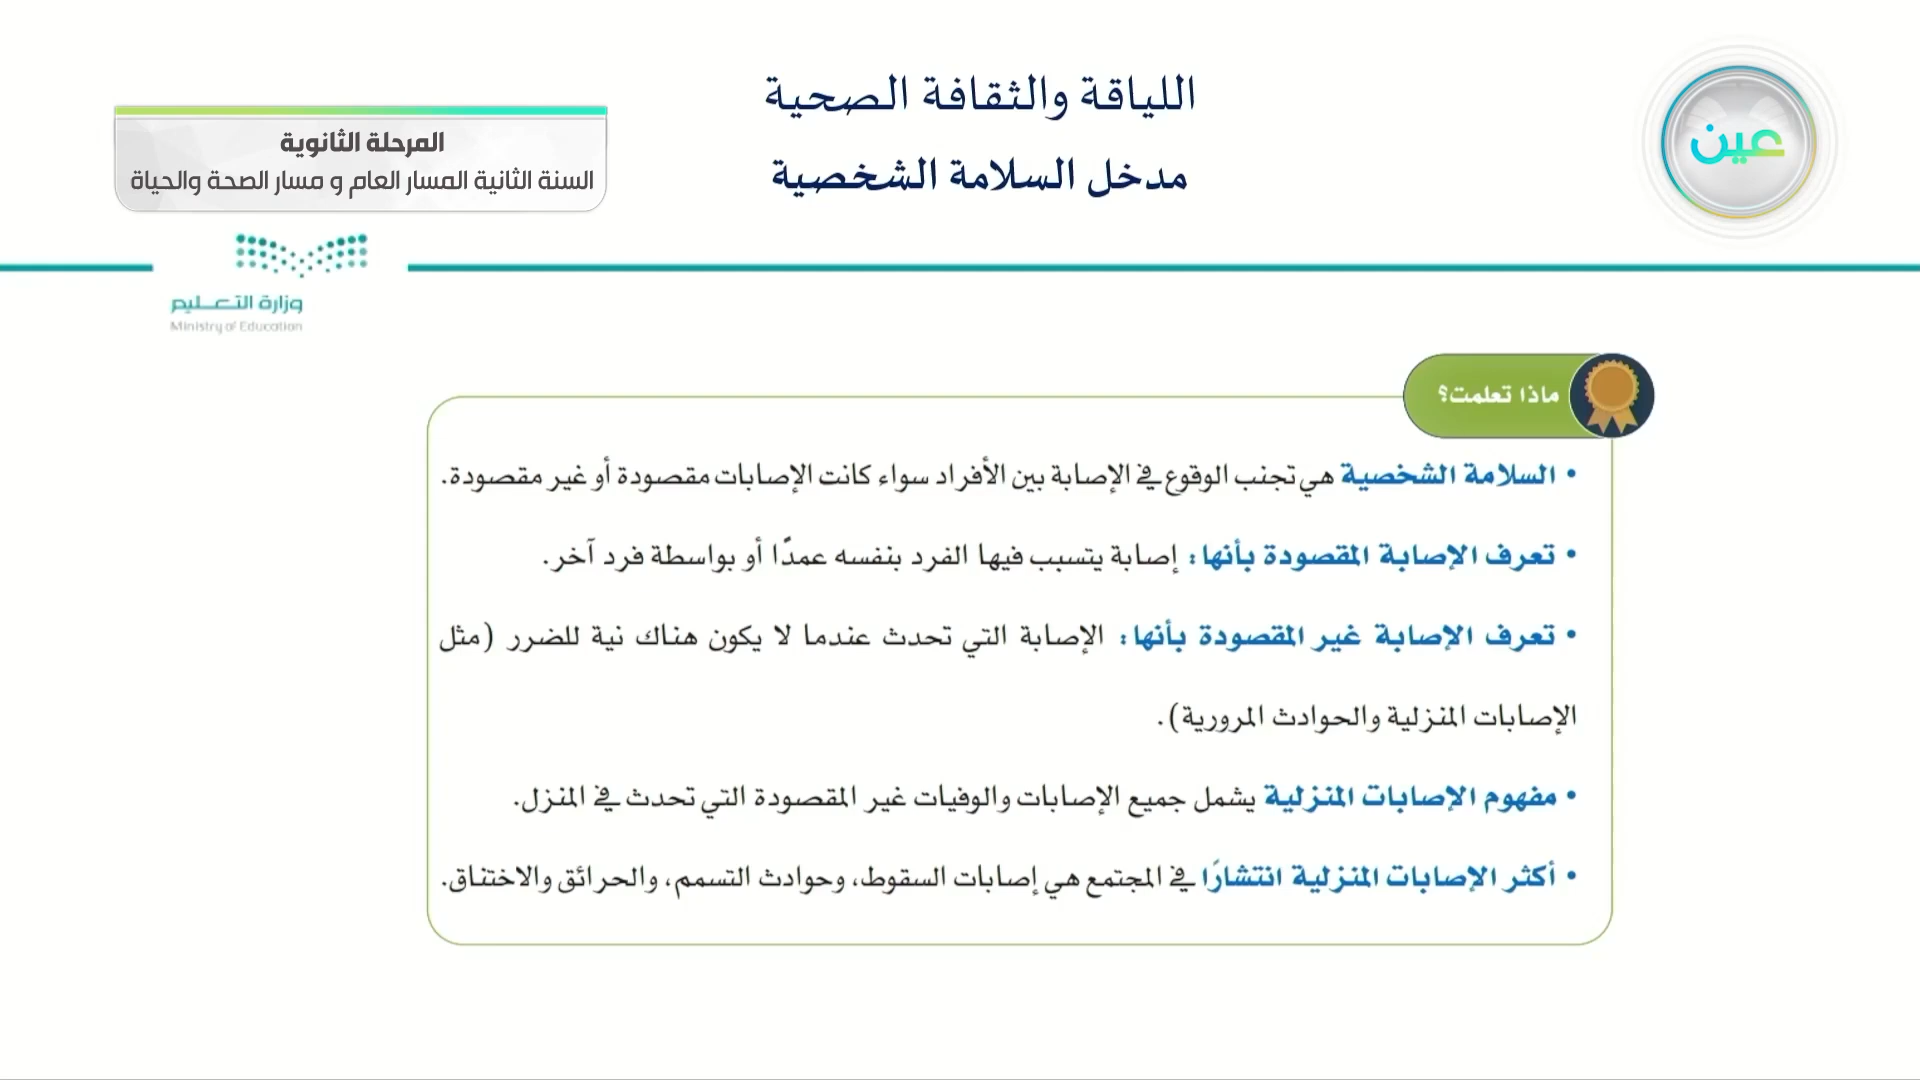 اللياقة والثقافة الصحية
مدخل السلامة الشخصية
عين
المرحلة الثانوية
السنة الثانية المسار العام و مسار الصحة والحياة
وزارة التعليم
Ministry of Education
ماذا تعلمت؟
• السلامة الشخصية هي تجنب الوقوع في الإصابة بين الأفراد سواء كانت الإصابات مقصودة أو غير مقصودة.
• تعرف الإصابة المقصودة بأنها: إصابة يتسبب فيها الفرد بنفسه عمدًا أو بواسطة فرد آخر.
• تعرف الإصابة غير المقصودة بأنها: الإصابة التي تحدث عندما لا يكون هناك نية للضرر (مثل
الإصابات المنزلية والحوادث المرورية).
• مفهوم الإصابات المنزلية يشمل جميع الإصابات والوفيات غير المقصودة التي تحدث في المنزل.
• أكثر الإصابات المنزلية انتشارًا في المجتمع هي إصابات السقوط، وحوادث التسمم، والحرائق والاختناق.